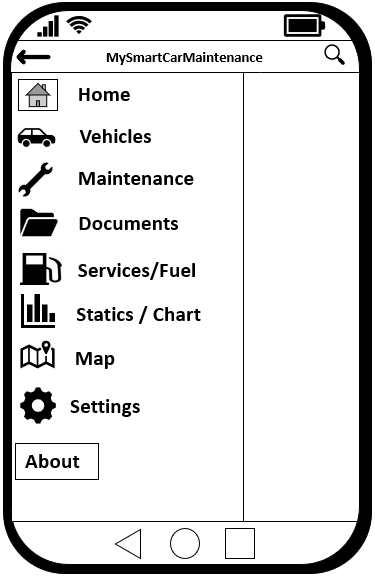 MySmartCarMaintenance
Home
Vehicles
Maintenance
Documents
Services/Fuel
Statics / Chart
Map
Settings
About